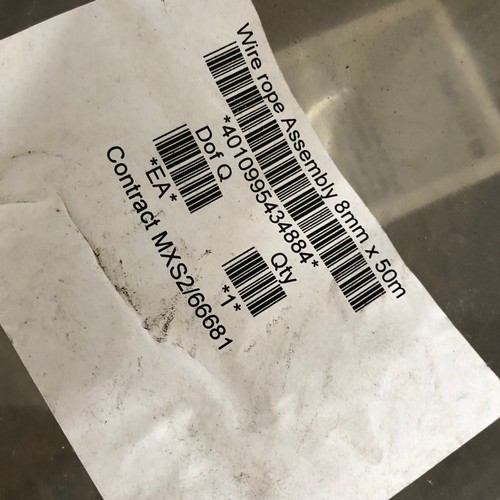 Wire rope Assembly 8mm x 50m
*4010995434884*
Dof Q
*EA*
Qty
*1*
Contract MXS2/66681